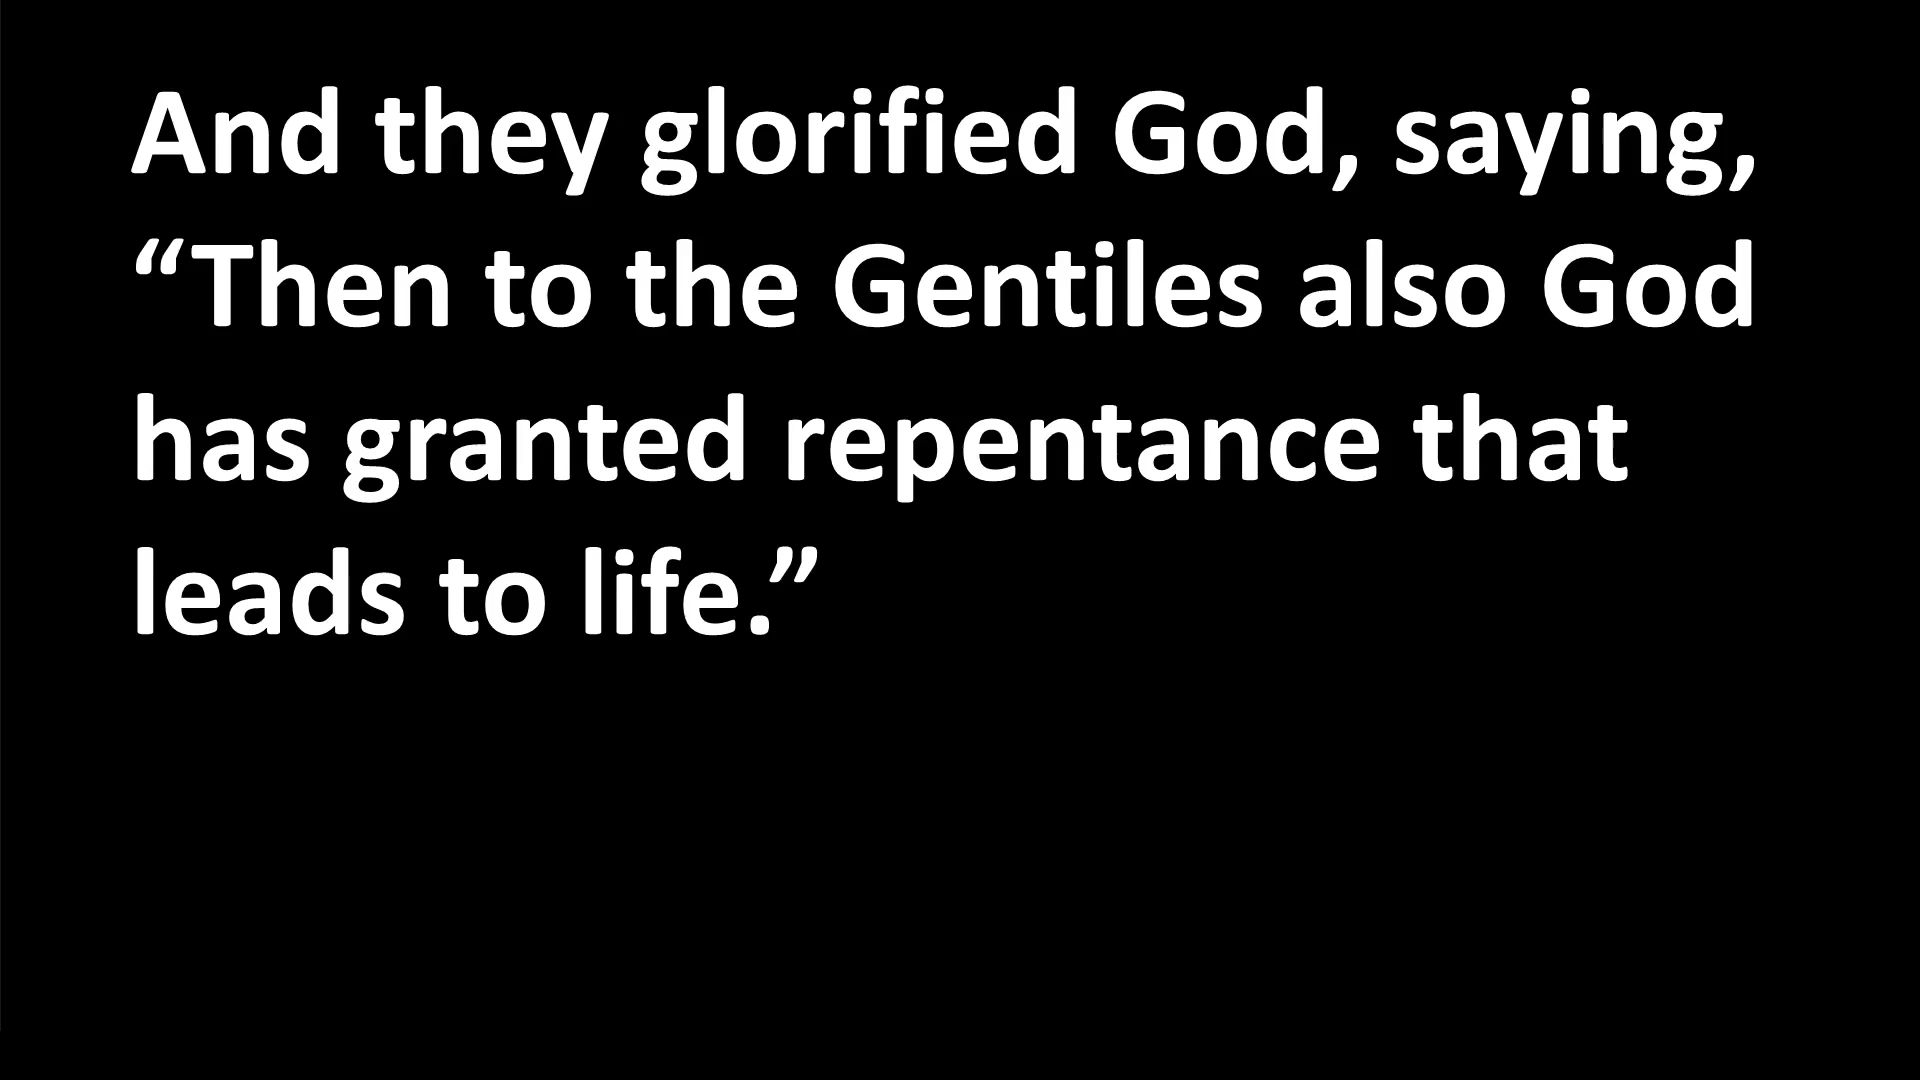 And they glorified God, saying,
“Then to the Gentiles also God
has granted repentance that
leads to life.”